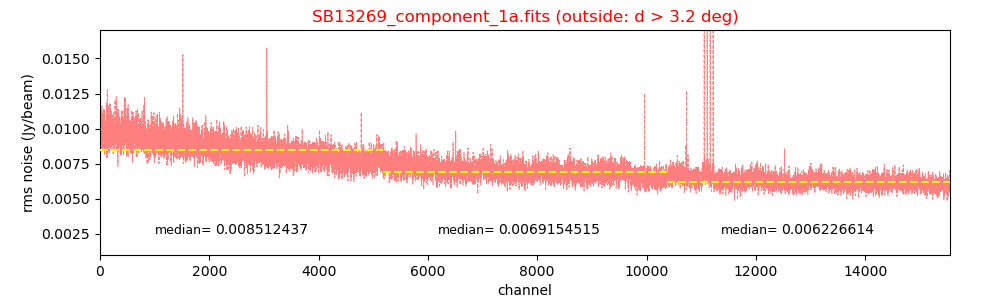 SB13269_component_1a.fits (outside: d > 3.2 deg)
rms noise (Jy/beam)
0.0150
0.0125
0.0100
0.0075
0.0050
0.0025
median= 0.008512437
median= 0.0069154515
median= 0.006226614
0 2000 4000 6000 8000 10000 12000 14000
channel